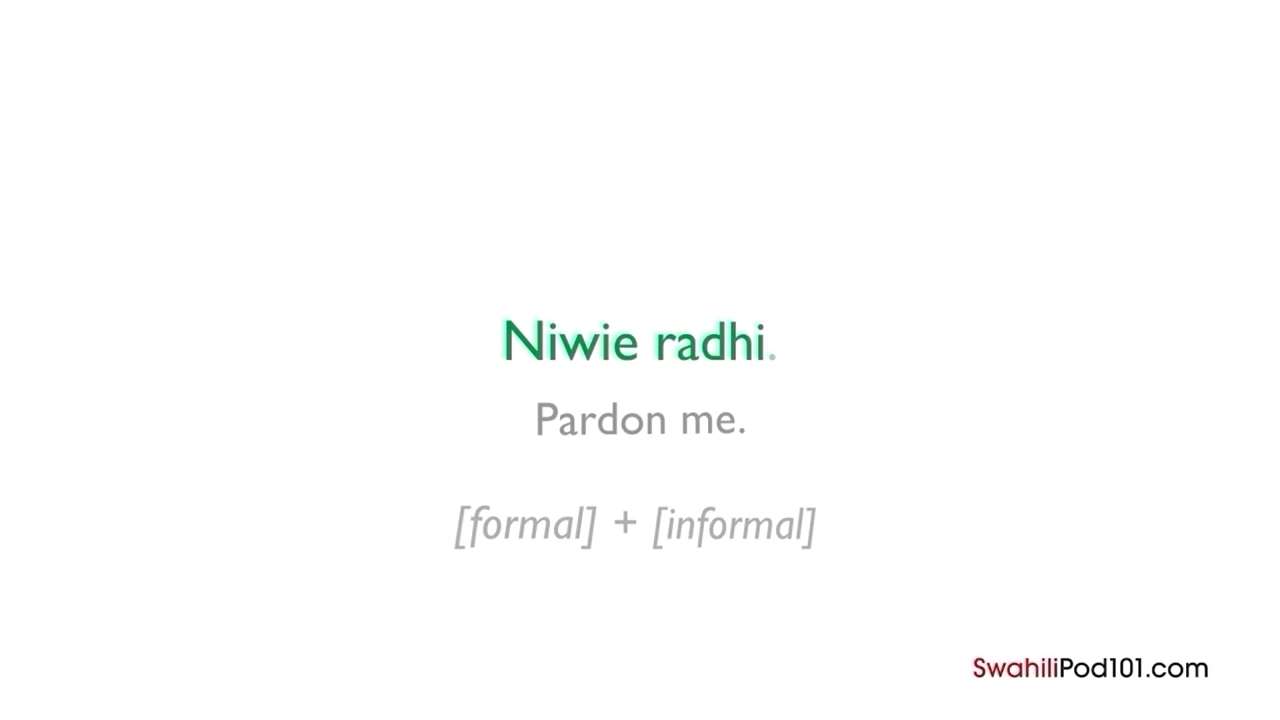 Niwie radhi.
Pardon me.
[formal] + [informal]
SwahiliPod101.com